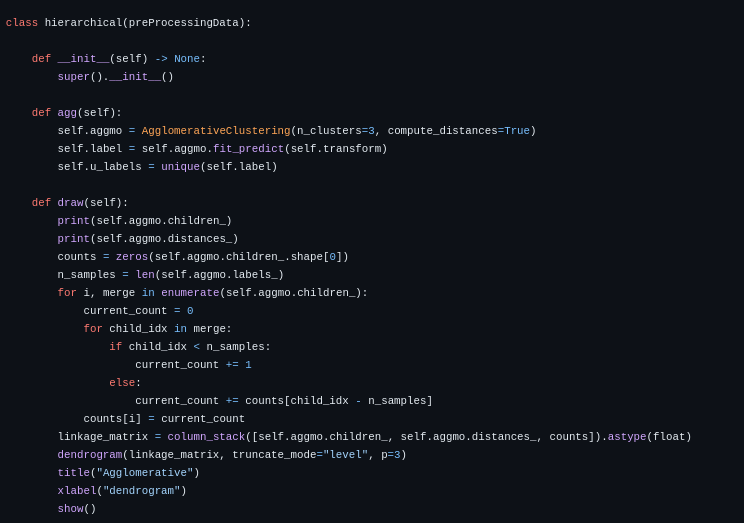 class hierarchical(preProcessingData):
    def __init__(self) -> None:
        super().__init__()
    def agg(self):
        self.aggmo = AgglomerativeClustering(n_clusters=3, compute_distances=True)
        self.label = self.aggmo.fit_predict(self.transform)
        self.u_labels = unique(self.label)
    def draw(self):
        print(self.aggmo.children_)
        print(self.aggmo.distances_)
        counts = zeros(self.aggmo.children_.shape[0])
        n_samples = len(self.aggmo.labels_)
        for i, merge in enumerate(self.aggmo.children_):
            current_count = 0
            for child_idx in merge:
                if child_idx < n_samples:
                    current_count += 1
                else:
                    current_count += counts[child_idx - n_samples]
            counts[i] = current_count
        linkage_matrix = column_stack([self.aggmo.children_, self.aggmo.distances_, counts]).astype(float)
        dendrogram(linkage_matrix, truncate_mode="level", p=3)
        title("Agglomerative")
        xlabel("dendrogram")
        show()